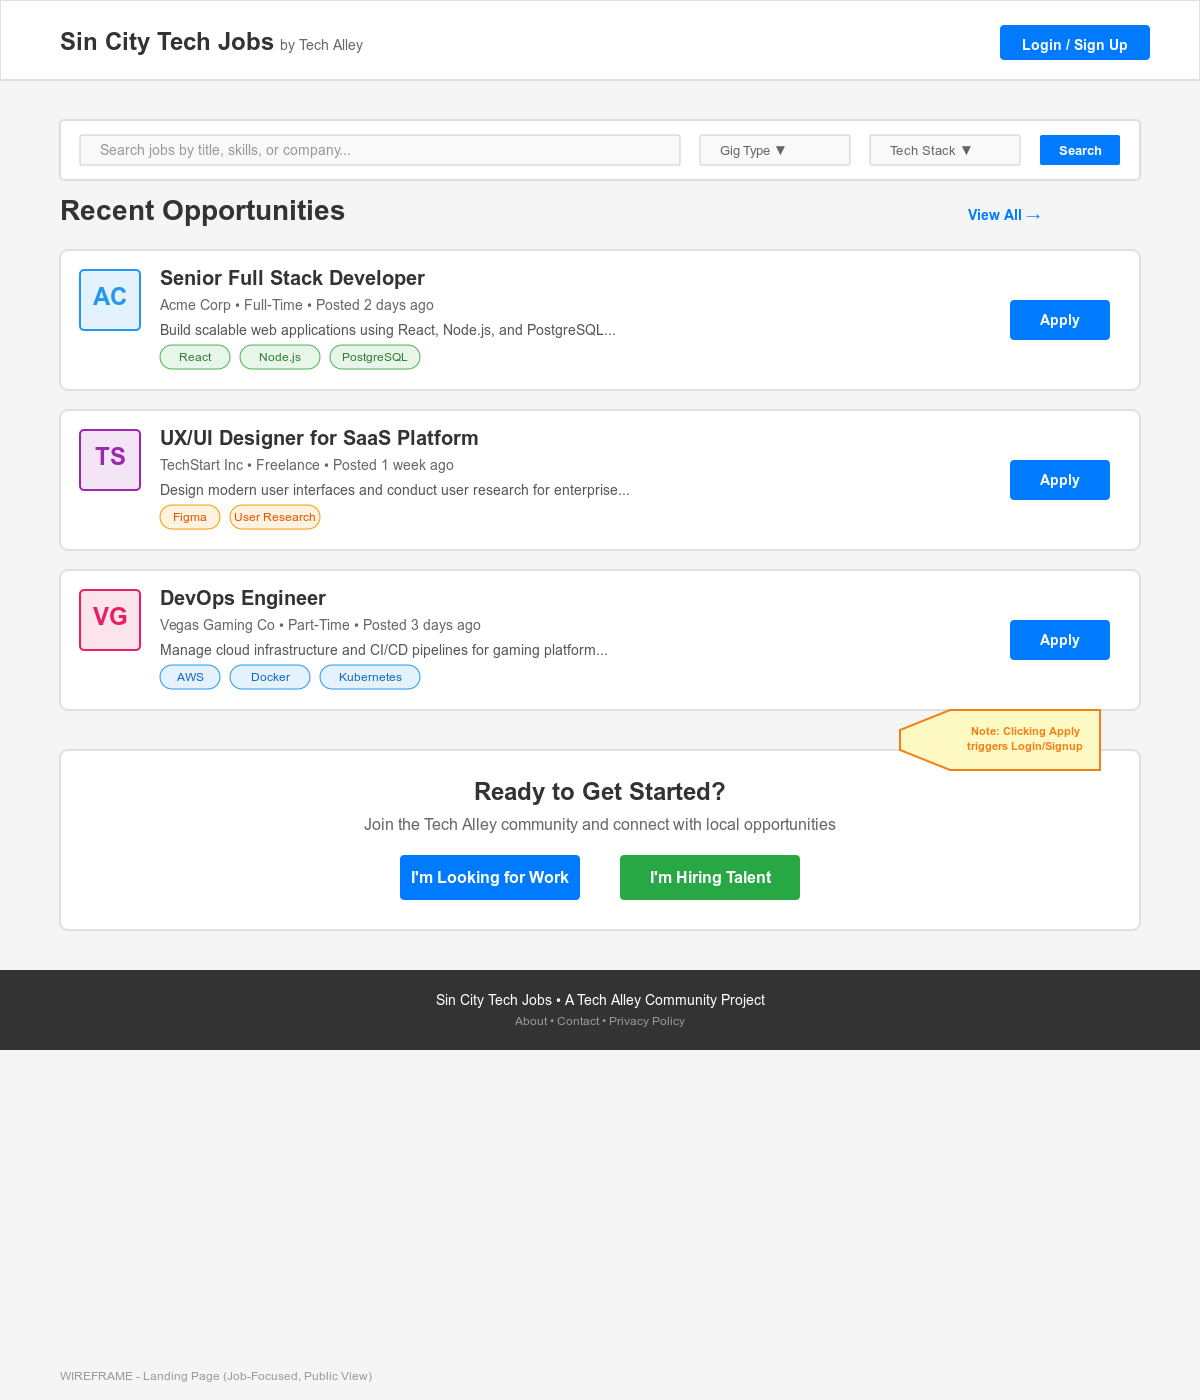 Sin City Tech Jobs by Tech Alley
Login / Sign Up
Search jobs by title, skills, or company...
Gig Type ▼
Tech Stack ▼
Search
Recent Opportunities
View All →
AC
Senior Full Stack Developer
Acme Corp • Full-Time • Posted 2 days ago
Build scalable web applications using React, Node.js, and PostgreSQL...
React
Node.js
PostgreSQL
Apply
TS
UX/UI Designer for SaaS Platform
TechStart Inc • Freelance • Posted 1 week ago
Design modern user interfaces and conduct user research for enterprise...
Figma
User Research
Apply
VG
DevOps Engineer
Vegas Gaming Co • Part-Time • Posted 3 days ago
Manage cloud infrastructure and CI/CD pipelines for gaming platform...
AWS
Docker
Kubernetes
Apply
Note: Clicking Apply
triggers Login/Signup
Ready to Get Started?
Join the Tech Alley community and connect with local opportunities
I'm Looking for Work
I'm Hiring Talent
Sin City Tech Jobs • A Tech Alley Community Project
About • Contact • Privacy Policy
WIREFRAME - Landing Page (Job-Focused, Public View)